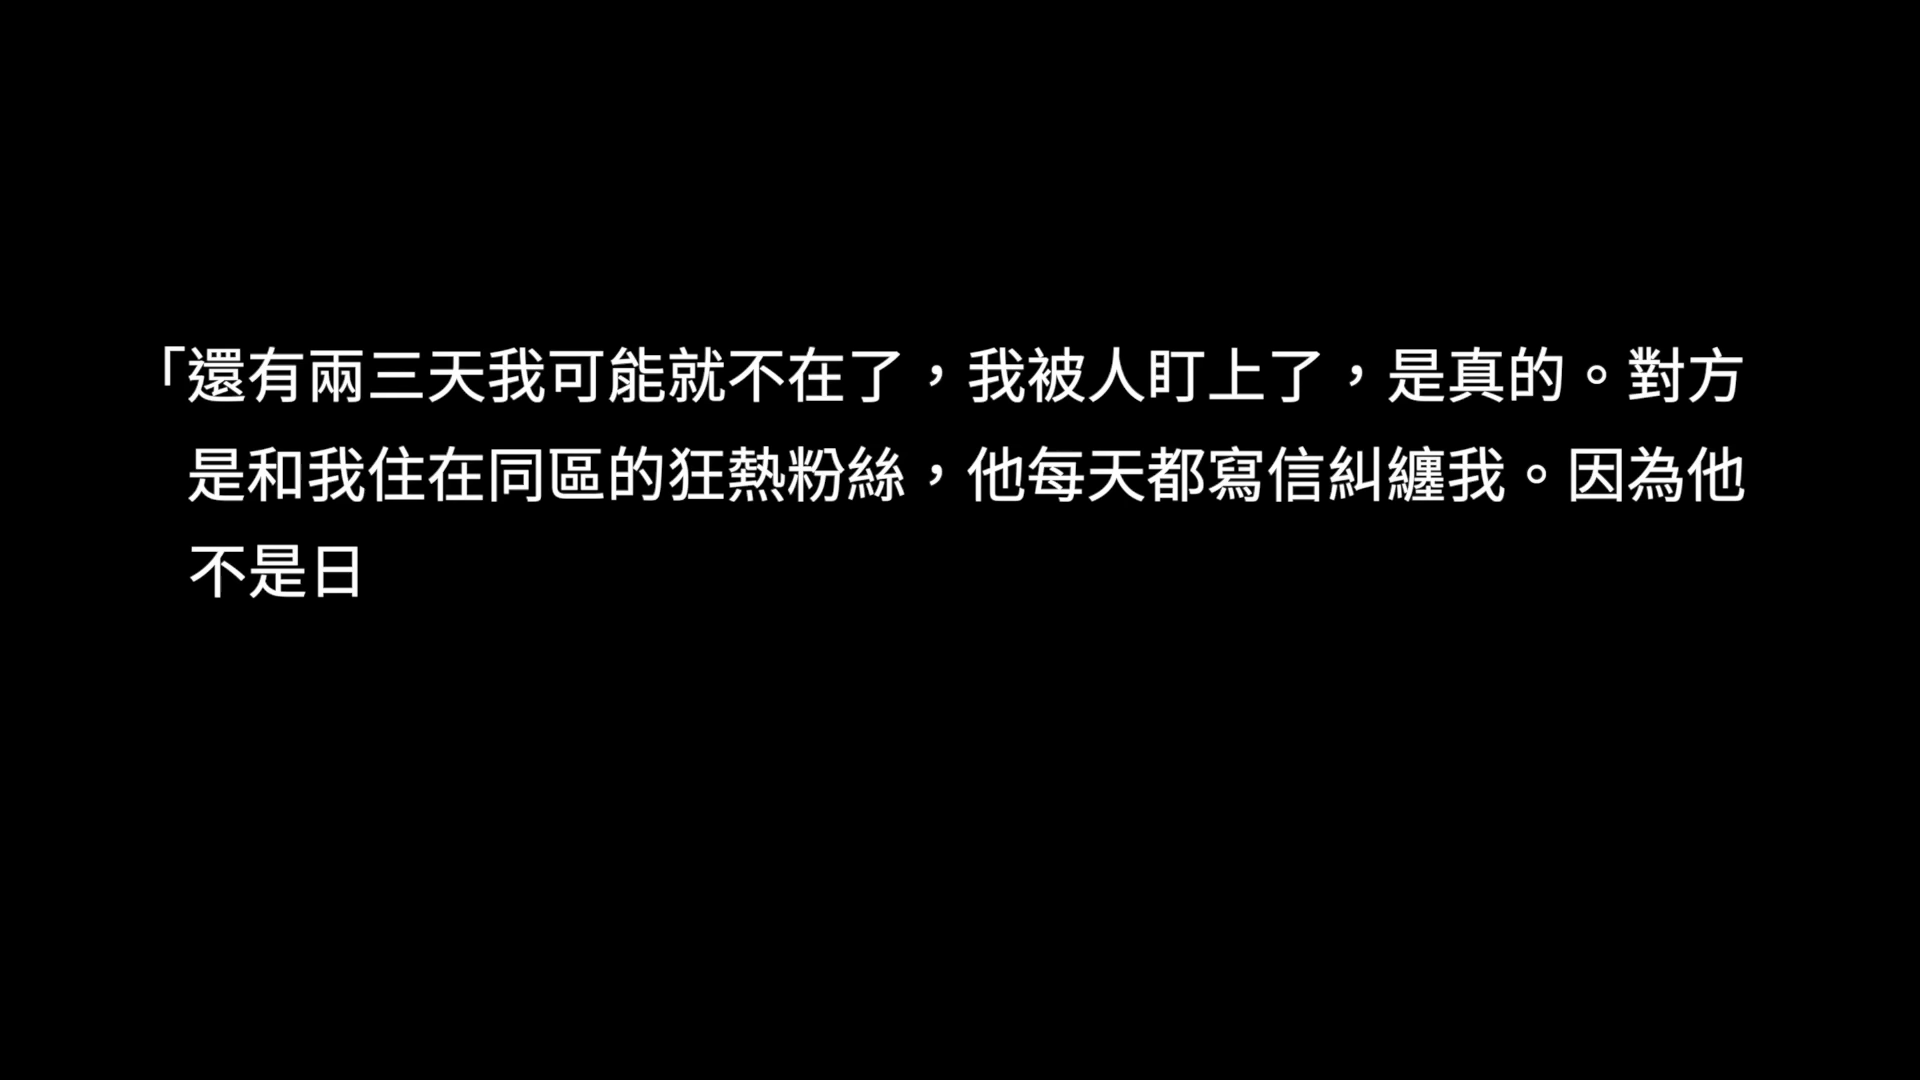 「還有兩三天我可能就不在了，我被人盯上了，是真的。對方
是和我住在同區的狂熱粉絲，他每天都寫信糾纏我。因為他
不是日